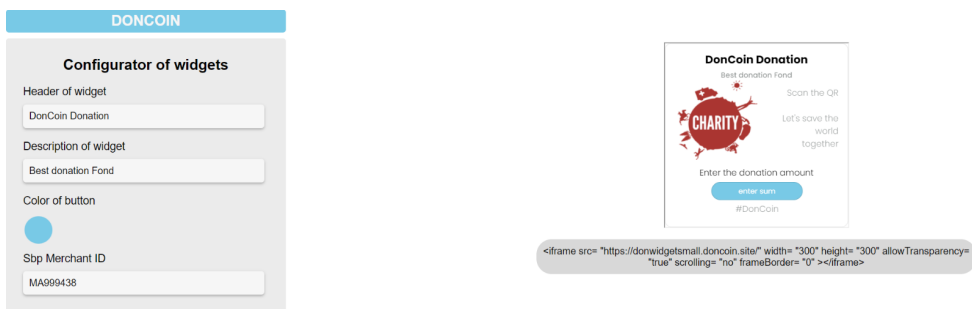 DONCOIN
Configurator of widgets
Header of widget
DonCoin Donation
Description of widget
Best donation Fond
Color of button
Sbp Merchant ID
MA999438
DonCoin Donation
Best donation Fond
CHARITY
Scan the QR
Let's save the
world
together
Enter the donation amount
enter sum
#DonCoin
<iframe src= "https://donwidgetsmall.doncoin.site/" width= "300" height= "300" allowTransparency=
"true" scrolling= "no" frameBorder= "0" ></iframe>